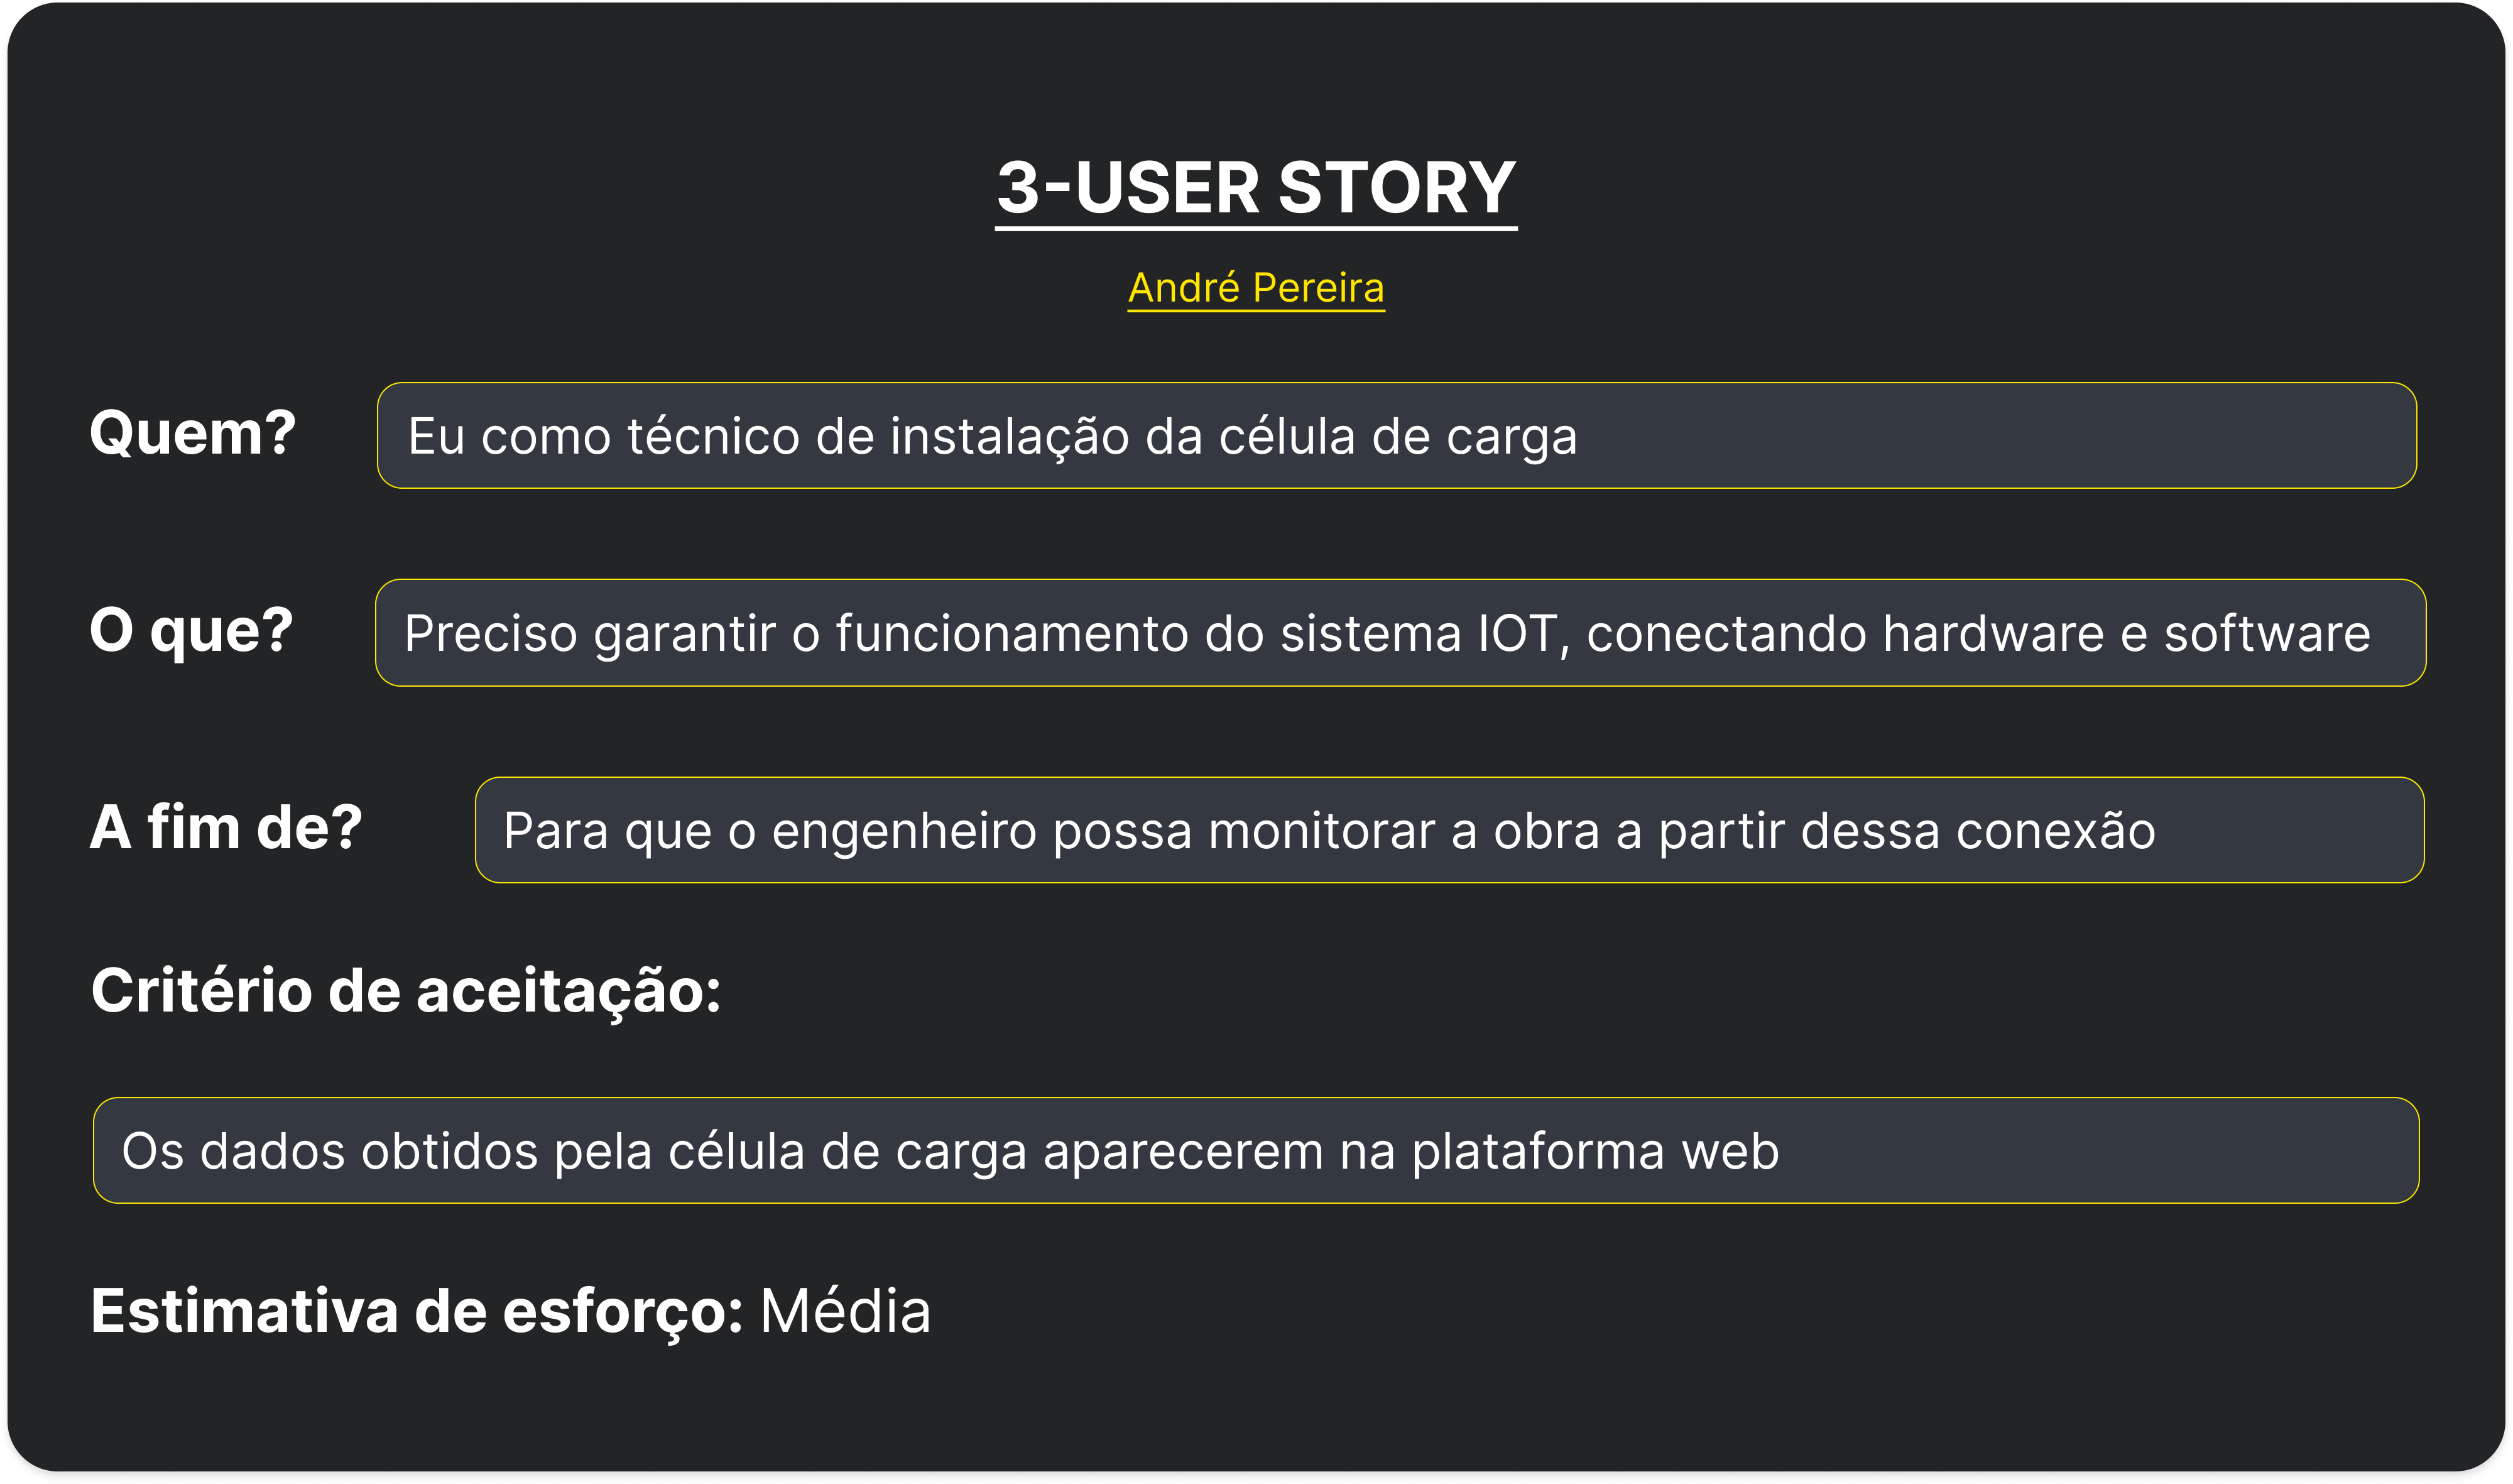 3-USER STORY
André Pereira
Quem?
Eu como técnico de instalação da célula de carga
O que?
Preciso garantir o funcionamento do sistema IOT, conectando hardware e software
A fim de?
Para que o engenheiro possa monitorar a obra a partir dessa conexão
Critério de aceitação:
Os dados obtidos pela célula de carga aparecerem na plataforma web
Estimativa de esforço: Média